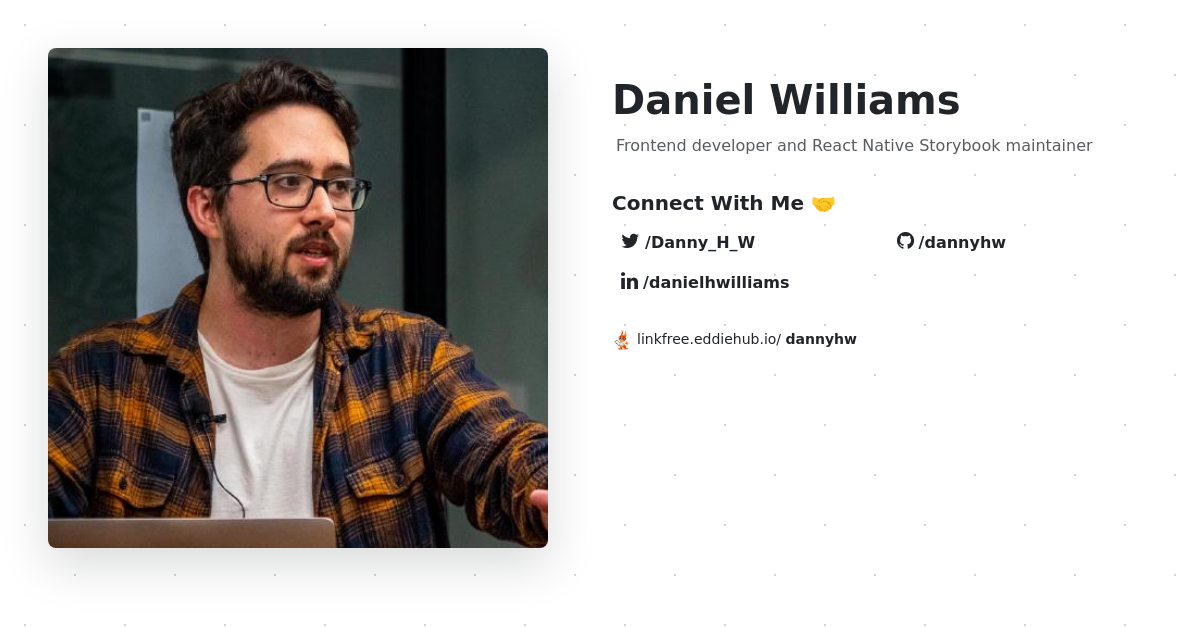 Daniel Williams
Frontend developer and React Native Storybook maintainer
Connect With Me 🤝
/Danny_H_W
/dannyhw
/danielhwilliams
linkfree.eddiehub.io/ dannyhw